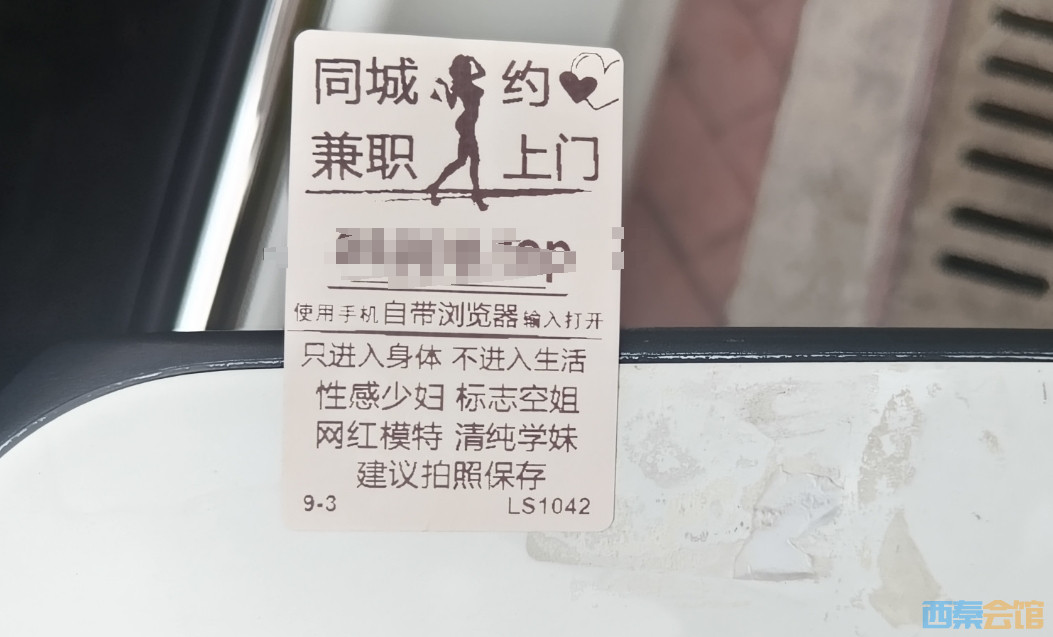 同城 约
兼职 上门
使用手机自带浏览器输入打开
只进入身体 不进入生活
性感少妇 标志空姐
网红模特 清纯学妹
建议拍照保存
9-3 LS1042
西秦会馆